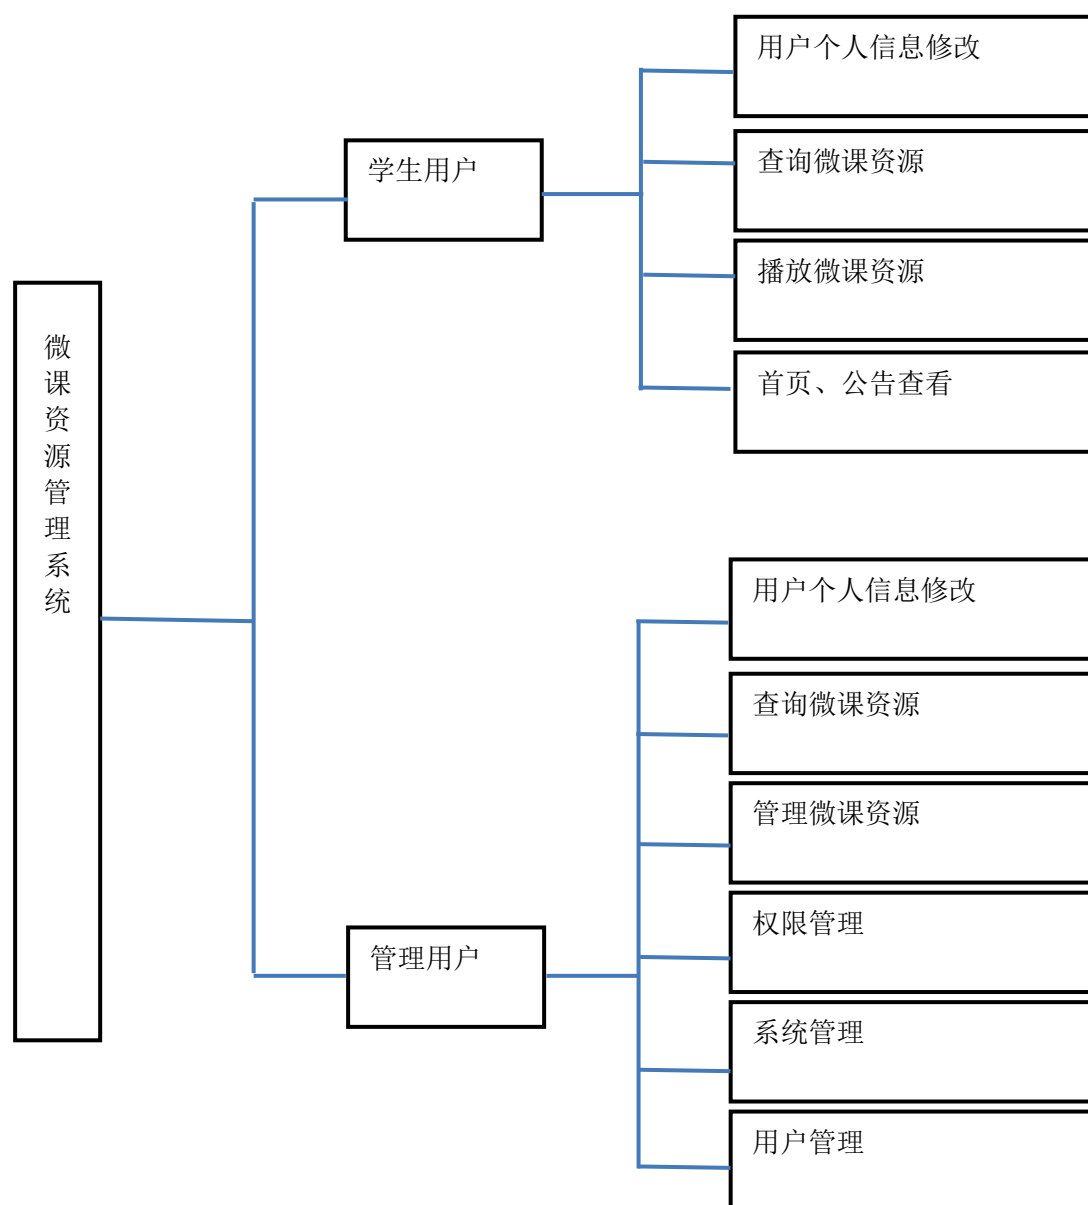 微课资源管理系统
学生用户
用户个人信息修改
查询微课资源
播放微课资源
首页、公告查看
管理用户
用户个人信息修改
查询微课资源
管理微课资源
权限管理
系统管理
用户管理